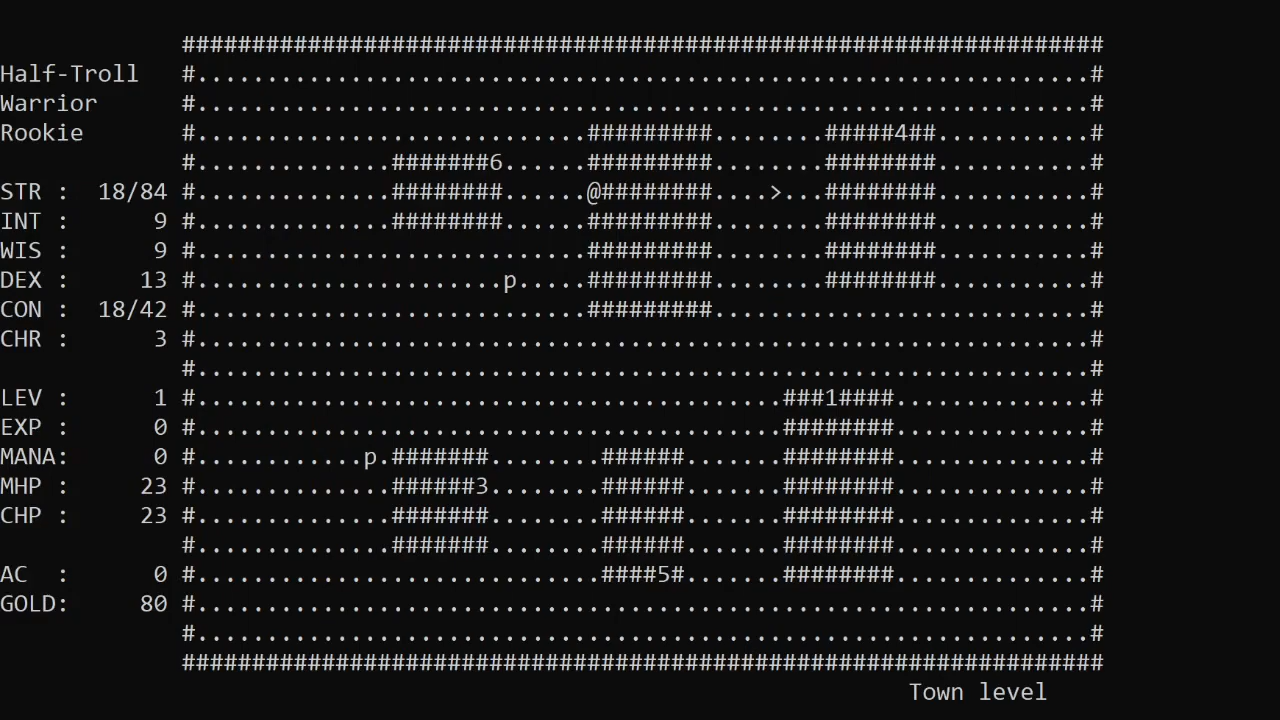 ##################################################################
Half-Troll   #................................................................#
Warrior      #................................................................#
Rookie       #............................#########........#####4##...........#
             #..............#######6......#########........########...........#
STR :  18/84 #..............########......@########....>...########...........#
INT :      9 #..............########......#########........########...........#
WIS :      9 #............................#########........########...........#
DEX :     13 #......................p.....#########........########...........#
CON :  18/42 #............................#########...........................#
CHR :      3 #................................................................#
             #................................................................#
LEV :      1 #..........................................###1####..............#
EXP :      0 #..........................................########..............#
MANA:      0 #............p.#######........######.......########..............#
MHP :     23 #..............######3........######.......########..............#
CHP :     23 #..............#######........######.......########..............#
             #..............#######........######.......########..............#
AC  :      0 #.............................####5#.......########..............#
GOLD:     80 #................................................................#
             #................................................................#
             ##################################################################
Town level